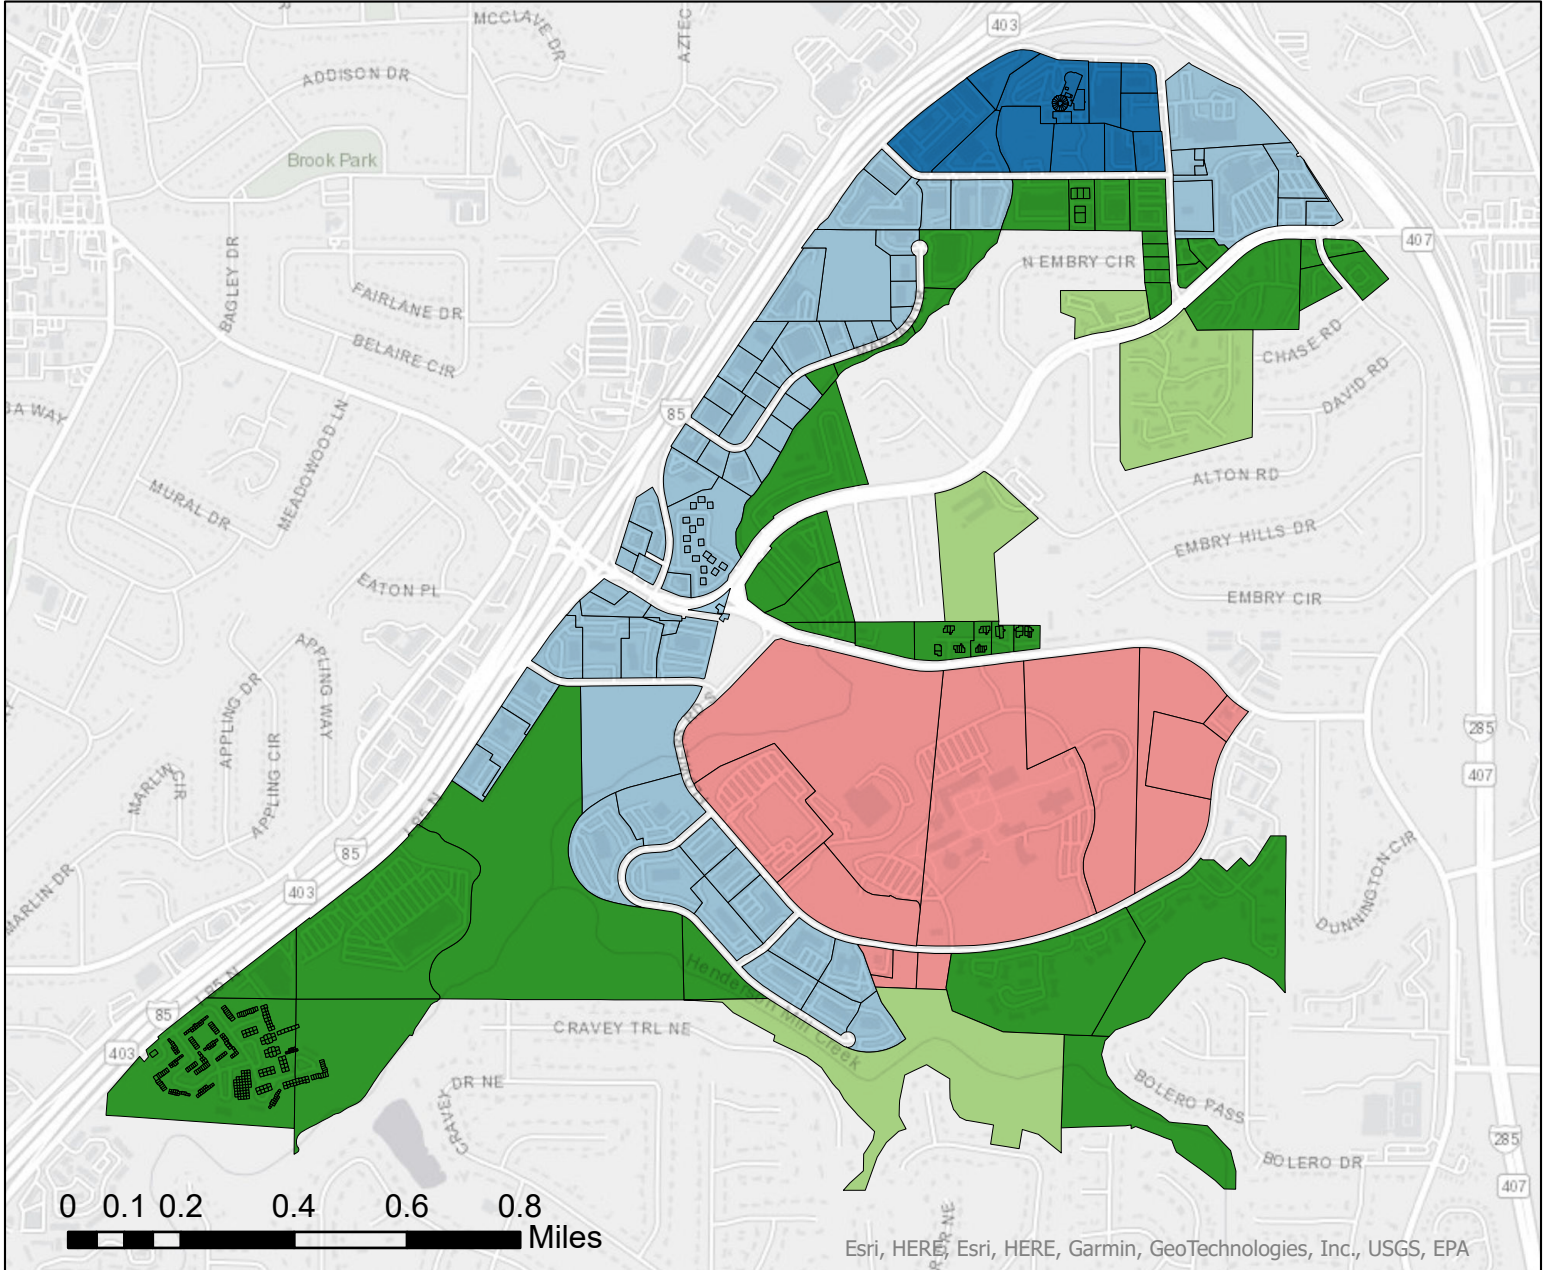 403
MCCLAVE DR
AZTEC
ADDISON DR
Brook Park
407
N EMBRY CIR
BAGLEY DR
FAIRLANE DR
BELAIRE CIR
CHASE RD
DAVID RD
85
MEADOWOOD LN
MURAL DR
ALTON RD
EMBRY HILLS DR
EATON PL
EMBRY CIR
APPLING WAY
APPLING DR
APPLING CIR
MARLIN CIR
285
407
I-85 N
85
403
MARLIN DR
DUNNINGTON CIR
I-85 N
85
403
Henderson Mill Creek
CRAVEY TRL NE
DR NE
CRAVEY
BOLERO PASS
BOLERO DR
285
407
0 0.1 0.2 0.4 0.6 0.8
Miles
Esri, HERE, Esri, HERE, Garmin, GeoTechnologies, Inc., USGS, EPA